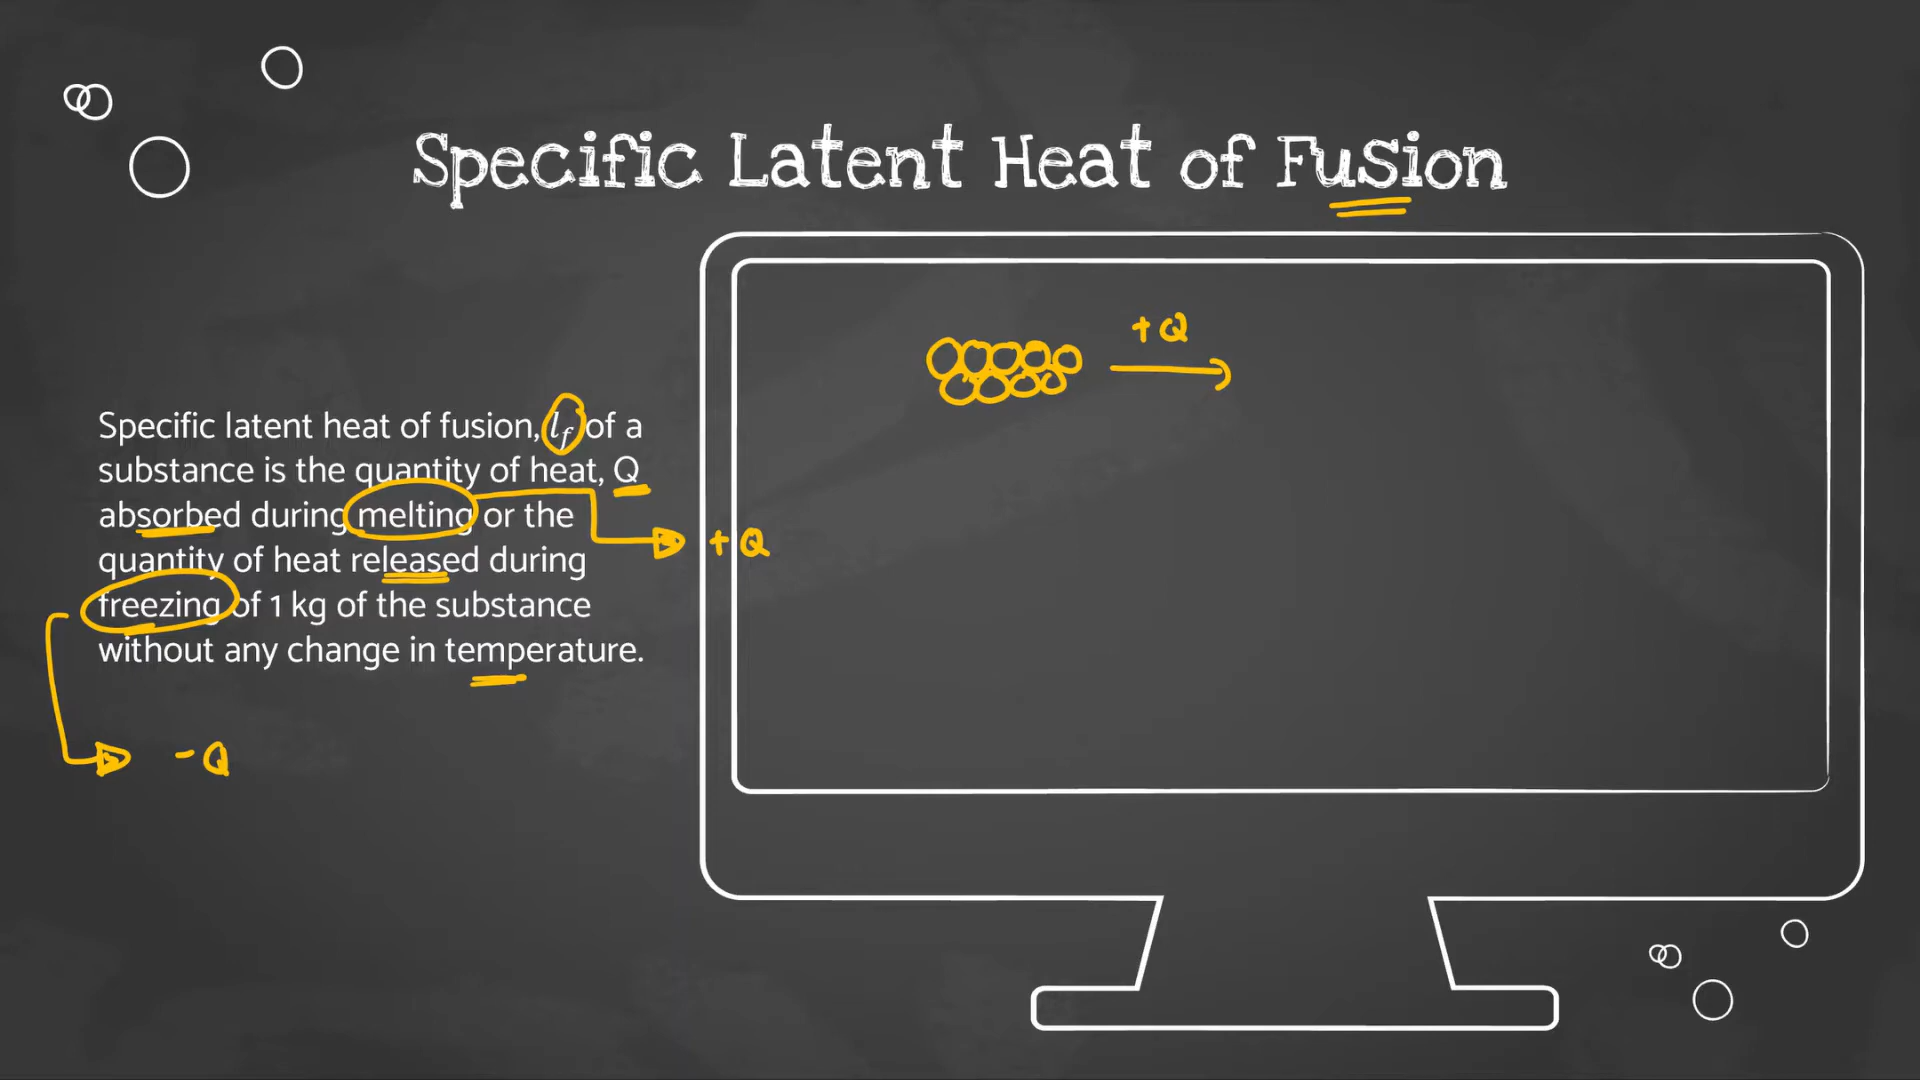 Specific Latent Heat of Fusion
+Q
Specific latent heat of fusion, l_f of a
substance is the quantity of heat, Q
absorbed during melting or the
+Q
quantity of heat released during
freezing of 1 kg of the substance
without any change in temperature.
-Q